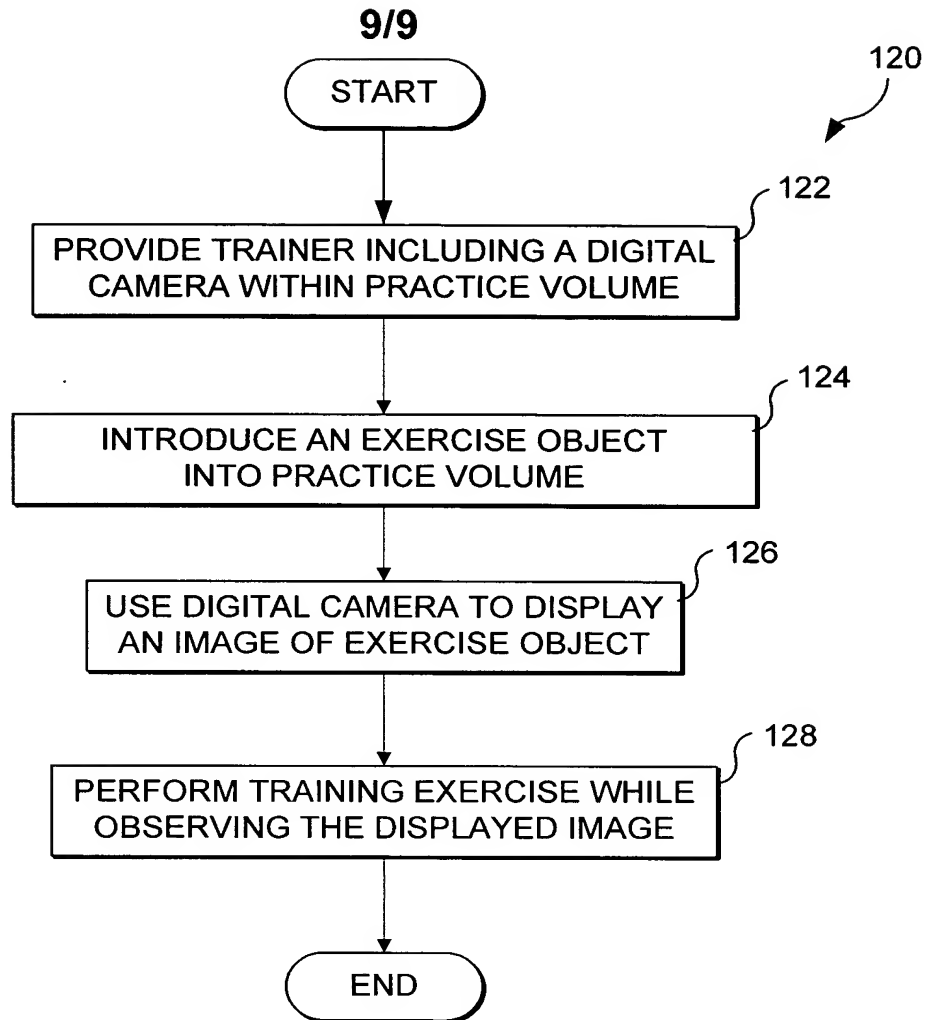 9/9
START
120
122
PROVIDE TRAINER INCLUDING A DIGITAL
CAMERA WITHIN PRACTICE VOLUME
124
INTRODUCE AN EXERCISE OBJECT
INTO PRACTICE VOLUME
126
USE DIGITAL CAMERA TO DISPLAY
AN IMAGE OF EXERCISE OBJECT
128
PERFORM TRAINING EXERCISE WHILE
OBSERVING THE DISPLAYED IMAGE
END